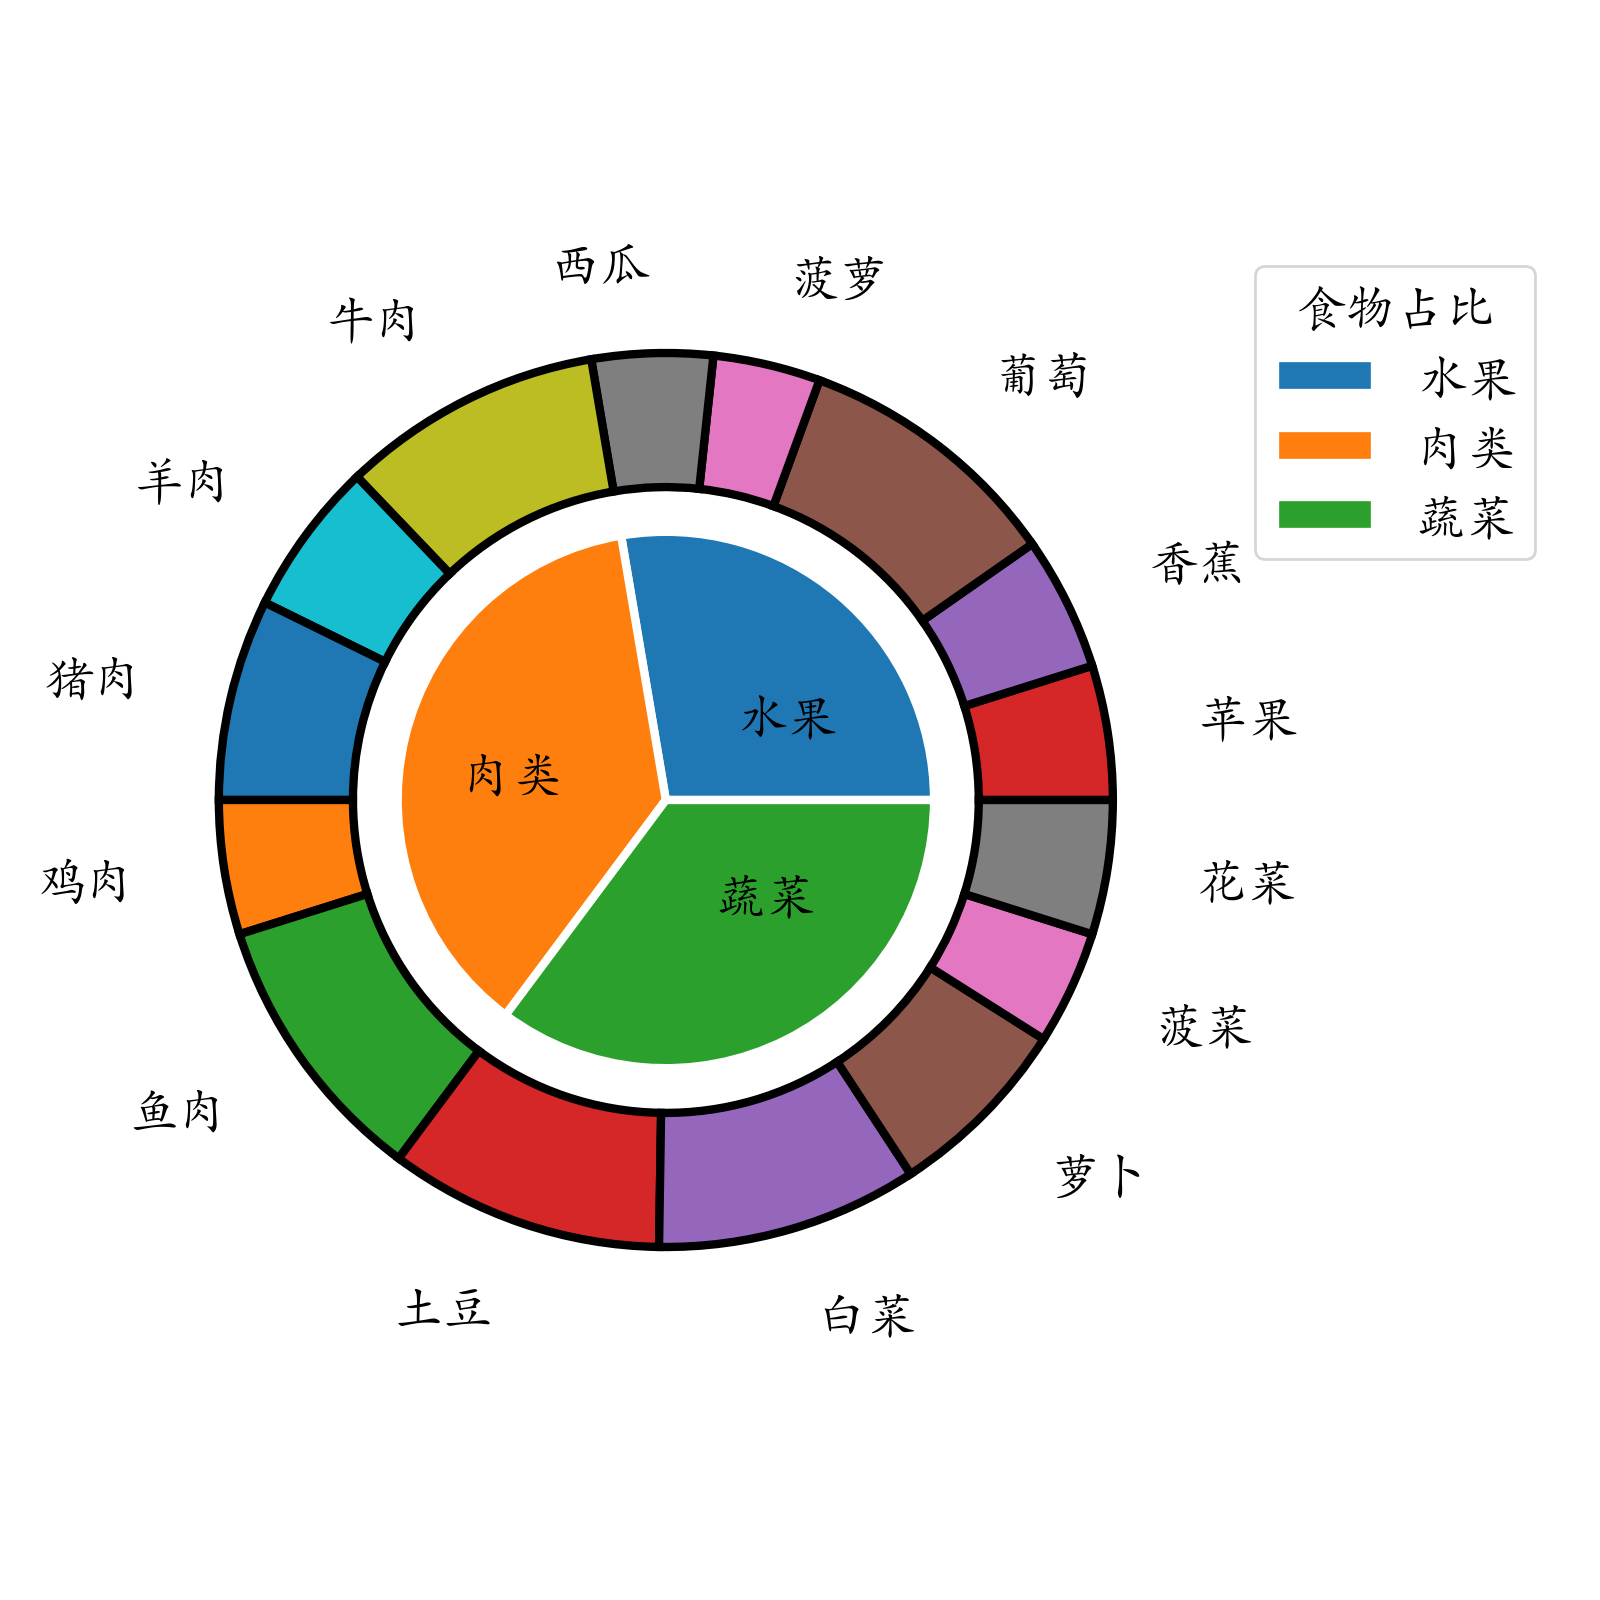 西瓜
菠萝
牛肉
葡萄
羊肉
香蕉
猪肉
苹果
鸡肉
花菜
鱼肉
菠菜
萝卜
土豆
白菜
水果
肉类
蔬菜
食物占比
水果
肉类
蔬菜